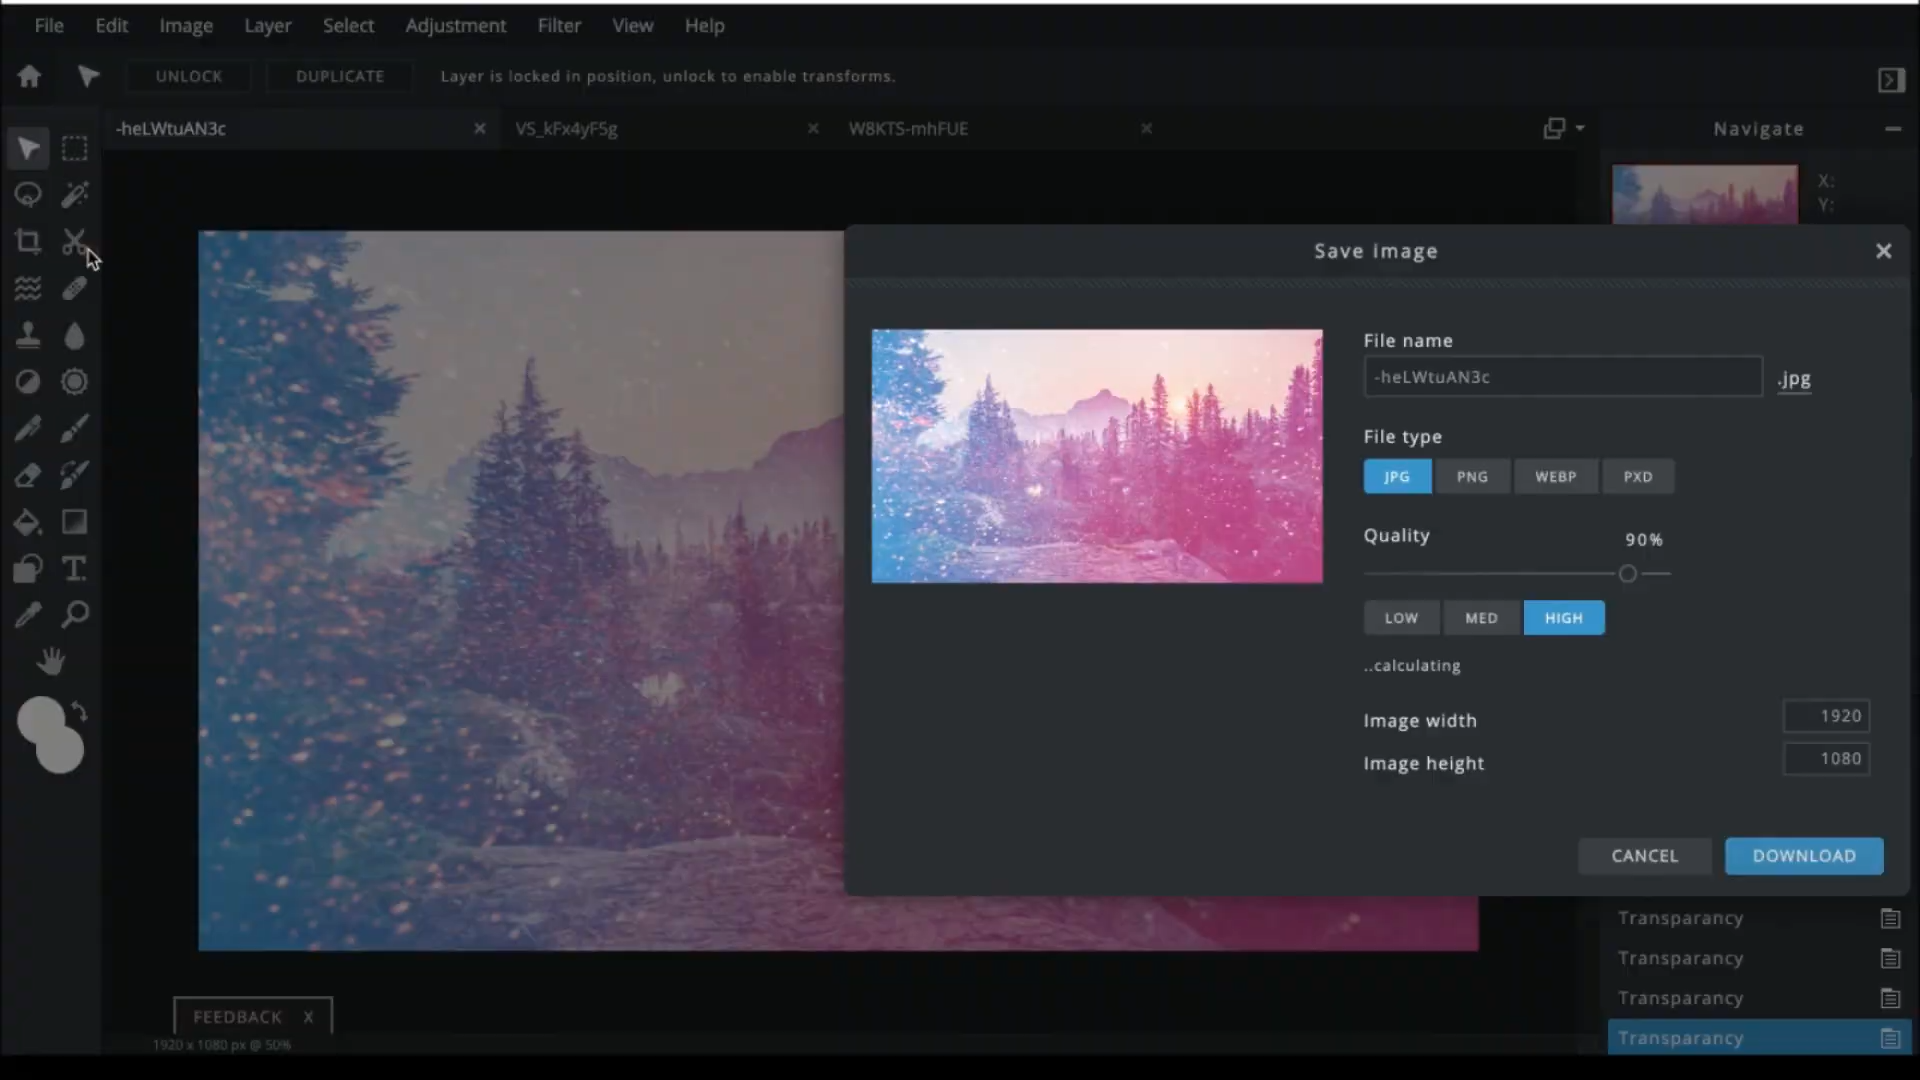 File Edit Image Layer Select Adjustment Filter View Help
UNLOCK DUPLICATE Layer is locked in position, unlock to enable transforms.
-heLWtuAN3c VS_kFx4yF5g W8KTS-mhFUE
Navigate
X:
Y:
Save image
File name
-heLWtuAN3c .jpg
File type
JPG PNG WEBP PXD
Quality 90%
LOW MED HIGH
..calculating
Image width 1920
Image height 1080
CANCEL DOWNLOAD
Transparancy
Transparancy
Transparancy
Transparancy
FEEDBACK X
1920 x 1080 px @ 50%